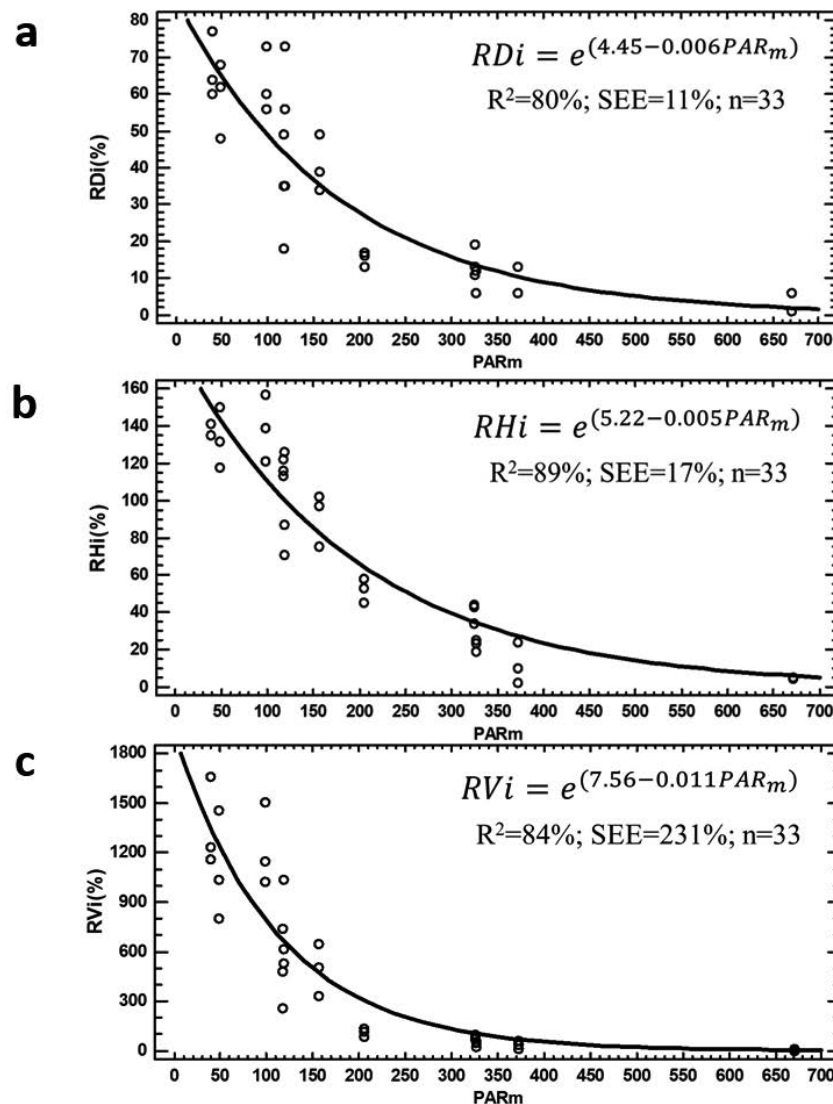 a
RDi = e^(4.45−0.006PAR_m)
R²=80%; SEE=11%; n=33
RDi(%)
80
70
60
50
40
30
20
10
0
0 50 100 150 200 250 300 350 400 450 500 550 600 650 700
PARm
b
RHi = e^(5.22−0.005PAR_m)
R²=89%; SEE=17%; n=33
RHi(%)
160
140
120
100
80
60
40
20
0
0 50 100 150 200 250 300 350 400 450 500 550 600 650 700
PARm
c
RVi = e^(7.56−0.011PAR_m)
R²=84%; SEE=231%; n=33
RVi(%)
1800
1500
1200
900
600
300
0
0 50 100 150 200 250 300 350 400 450 500 550 600 650 700
PARm